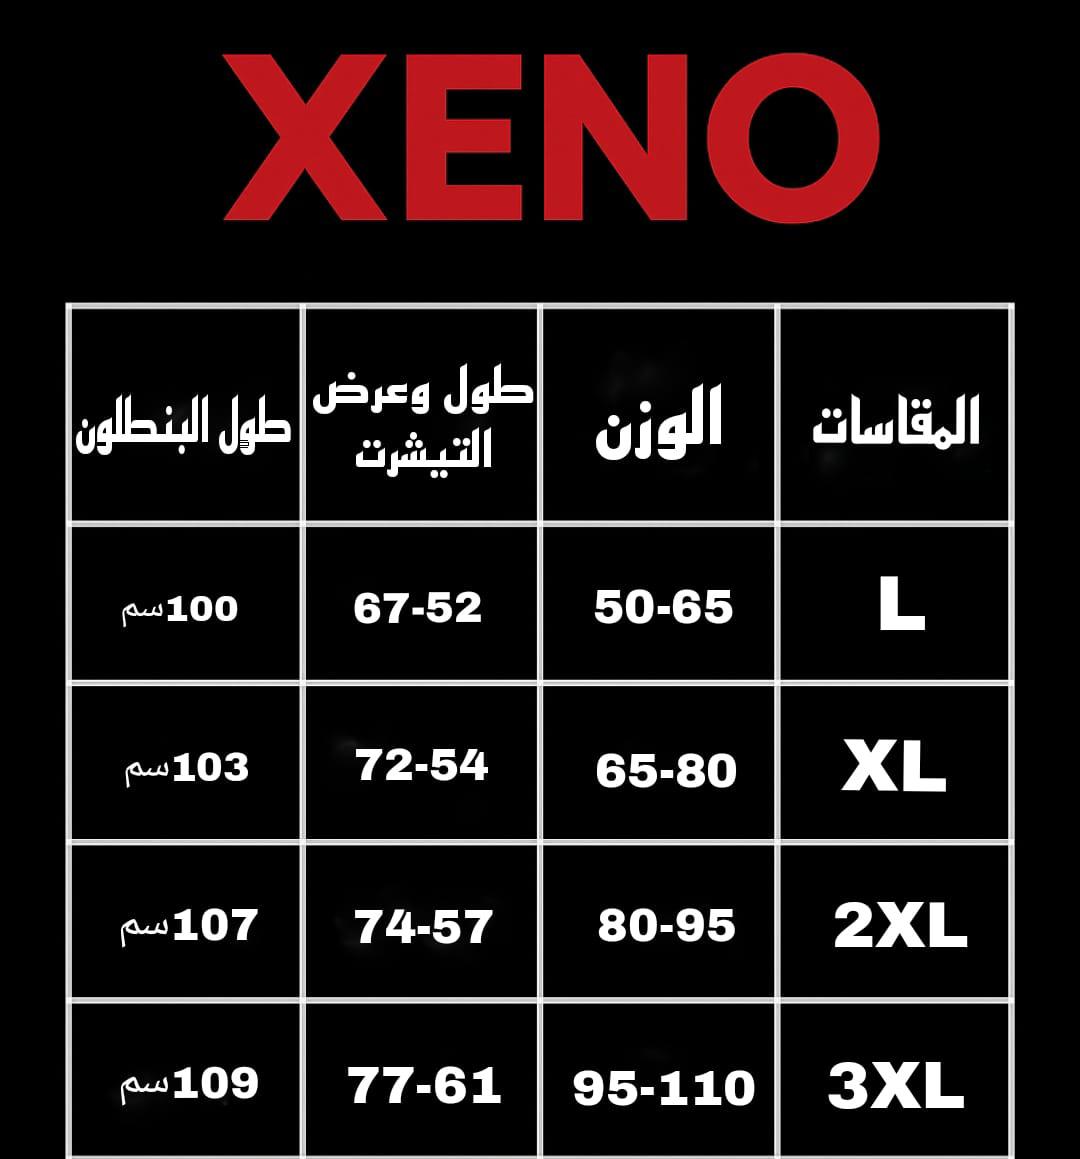 XENO
المقاسات
الوزن
طول وعرض
التيشرت
طول البنطلون
L
50-65
67-52
100سم
XL
65-80
72-54
103سم
2XL
80-95
74-57
107سم
3XL
95-110
77-61
109سم